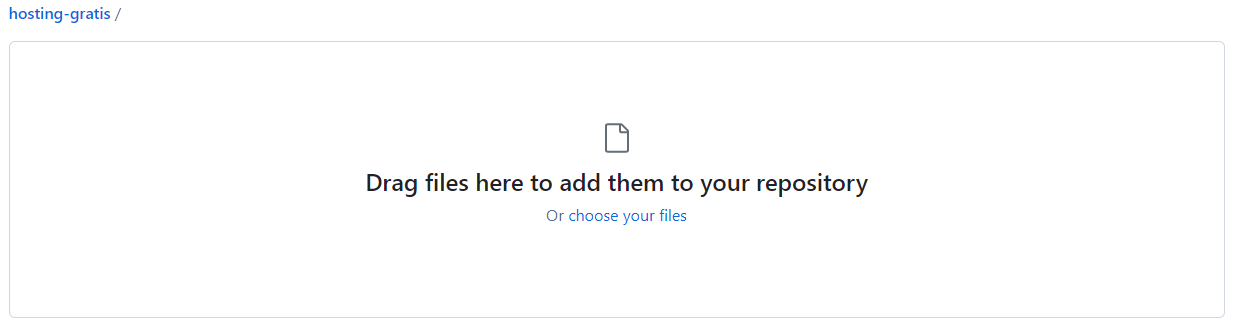 hosting-gratis /
Drag files here to add them to your repository
Or choose your files